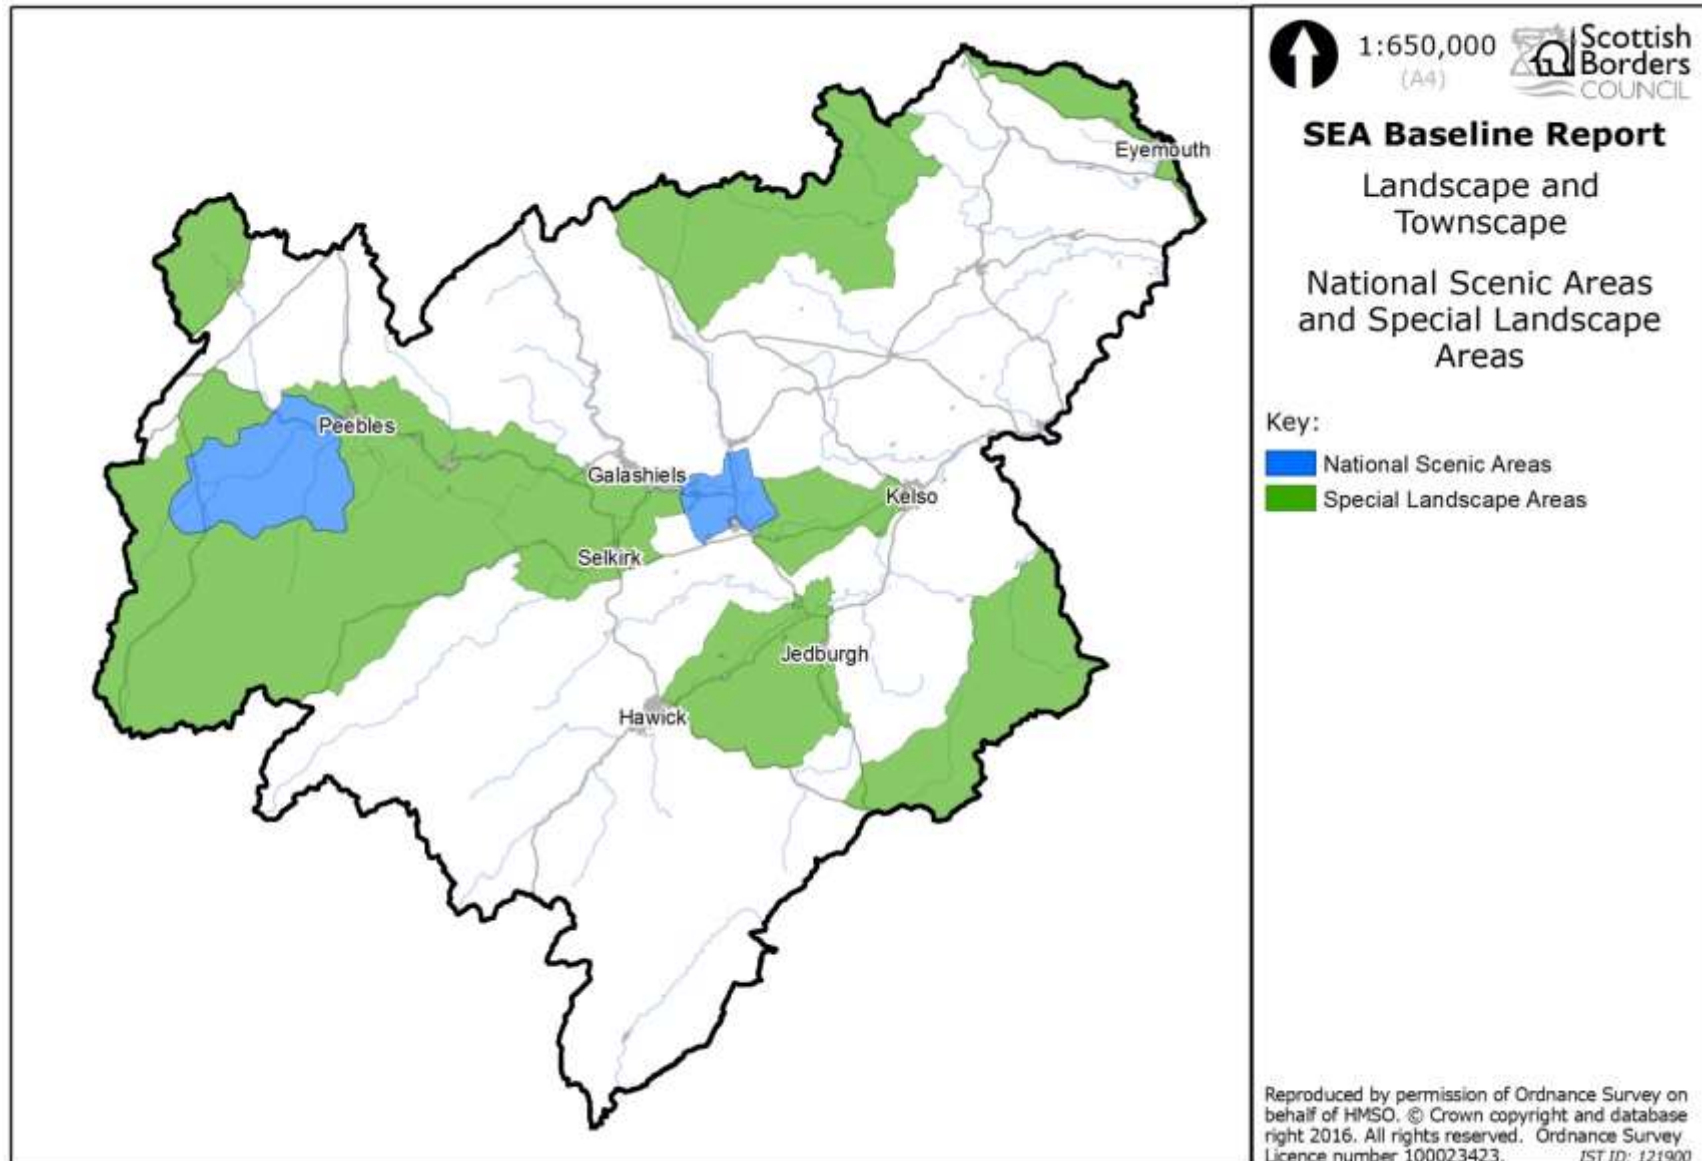 Eyemouth
Peebles
Galashiels
Kelso
Selkirk
Jedburgh
Hawick
1:650,000
(A4)
Scottish
Borders
COUNCIL
SEA Baseline Report
Landscape and
Townscape
National Scenic Areas
and Special Landscape
Areas
Key:
National Scenic Areas
Special Landscape Areas
Reproduced by permission of Ordnance Survey on
behalf of HMSO. © Crown copyright and database
right 2016. All rights reserved. Ordnance Survey
Licence number 100023423. IST ID: 121900